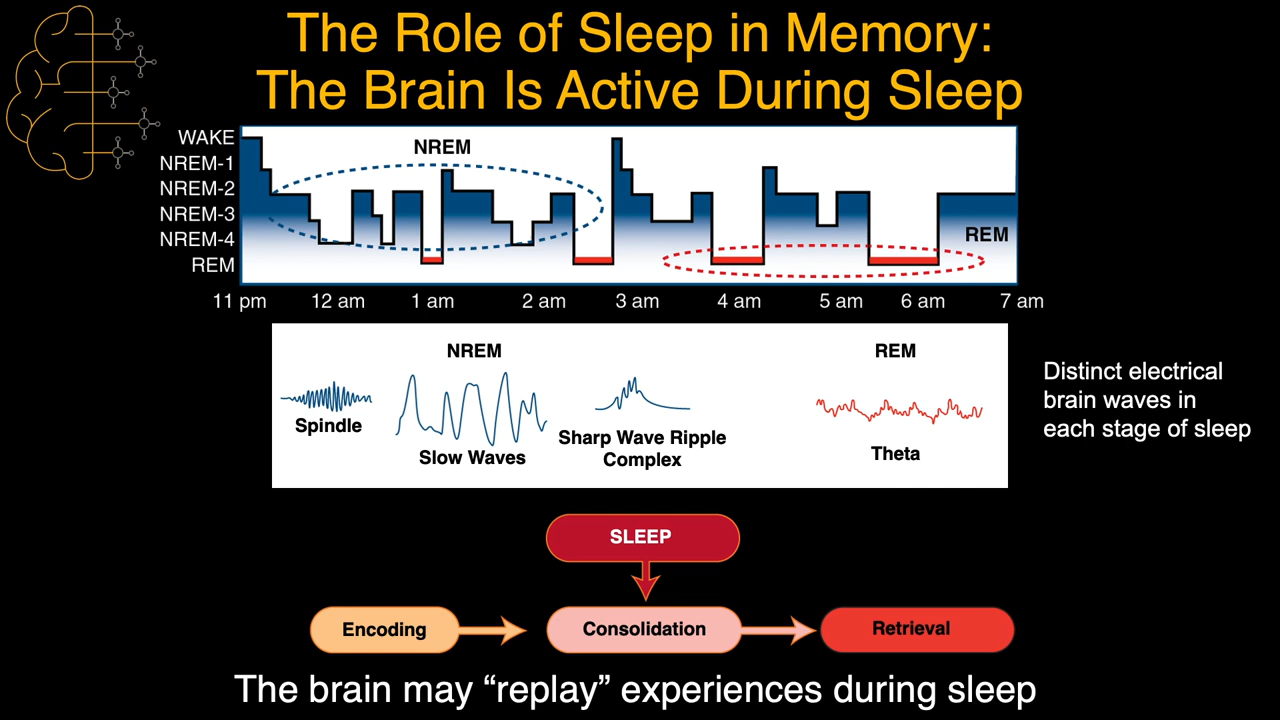 The Role of Sleep in Memory:
The Brain Is Active During Sleep
WAKE
NREM-1
NREM-2
NREM-3
NREM-4
REM
NREM
REM
11 pm 12 am 1 am 2 am 3 am 4 am 5 am 6 am 7 am
NREM
REM
Spindle
Slow Waves
Sharp Wave Ripple
Complex
Theta
Distinct electrical
brain waves in
each stage of sleep
SLEEP
Encoding
Consolidation
Retrieval
The brain may “replay” experiences during sleep